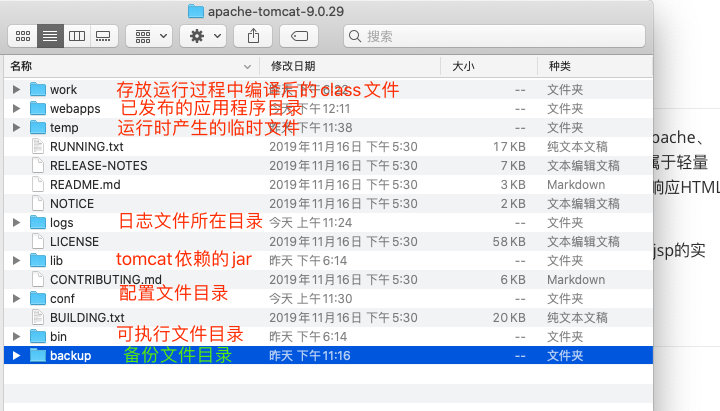 apache-tomcat-9.0.29
搜索
名称 修改日期 大小 种类
work 存放运行过程中编译后的class文件 -- 文件夹
webapps 已发布的应用程序目录 下午12:11 -- 文件夹
temp 运行时产生的临时文件 下午11:38 -- 文件夹
RUNNING.txt 2019年11月16日 下午5:30 17 KB 纯文本文稿
RELEASE-NOTES 2019年11月16日 下午5:30 7 KB 文本编辑文稿
README.md 2019年11月16日 下午5:30 3 KB Markdown
NOTICE 2019年11月16日 下午5:30 2 KB 文本编辑文稿
logs 日志文件所在目录 今天 上午11:24 -- 文件夹
LICENSE 2019年11月16日 下午5:30 58 KB 文本编辑文稿
lib tomcat依赖的jar 昨天 下午6:14 -- 文件夹
CONTRIBUTING.md 2019年11月16日 下午5:30 6 KB Markdown
conf 配置文件目录 今天 上午11:30 -- 文件夹
BUILDING.txt 2019年11月16日 下午5:30 20 KB 纯文本文稿
bin 可执行文件目录 昨天 下午6:14 -- 文件夹
backup 备份文件目录 昨天 下午11:16 -- 文件夹
pache、
属于轻量
响应HTML
jsp的实